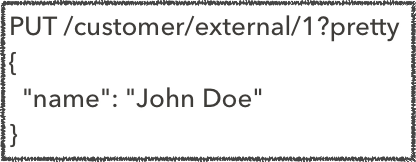 PUT /customer/external/1?pretty
{
  "name": "John Doe"
}